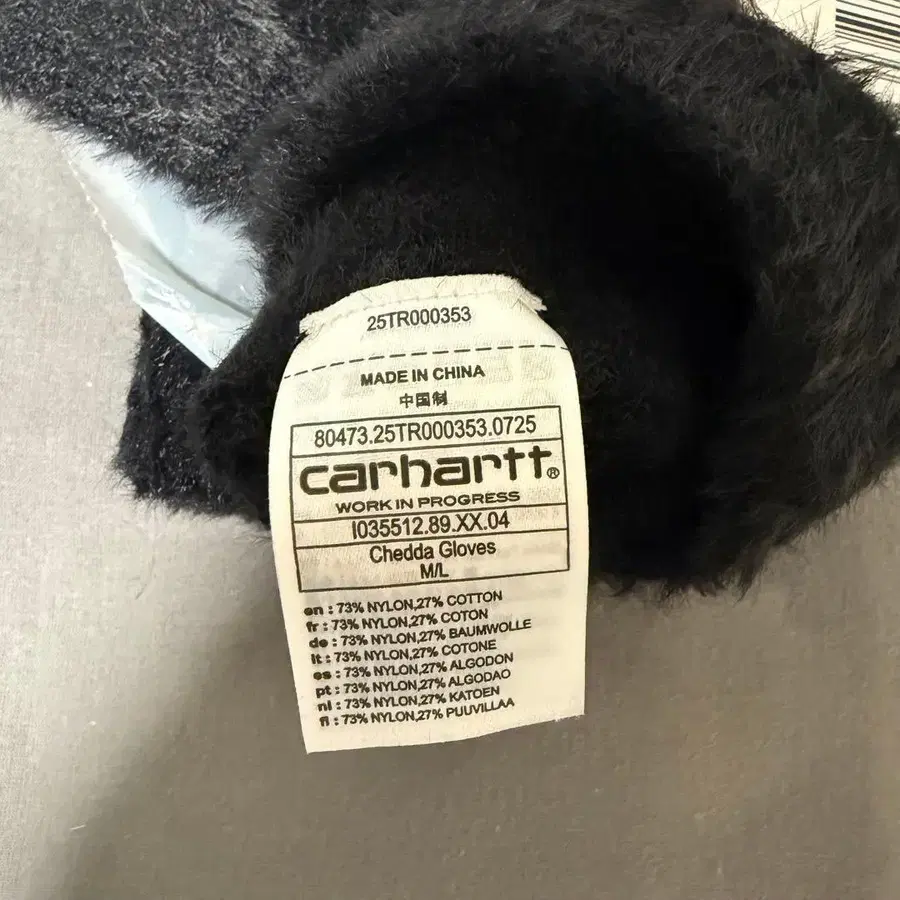 25TR000353
MADE IN CHINA
中国制
80473.25TR000353.0725
carhartt®
WORK IN PROGRESS
I035512.89.XX.04
Chedda Gloves
M/L
en : 73% NYLON,27% COTTON
fr : 73% NYLON,27% COTON
de : 73% NYLON,27% BAUMWOLLE
it : 73% NYLON,27% COTONE
es : 73% NYLON,27% ALGODON
pt : 73% NYLON,27% ALGODAO
nl : 73% NYLON,27% KATOEN
fi : 73% NYLON,27% PUUVILLAA